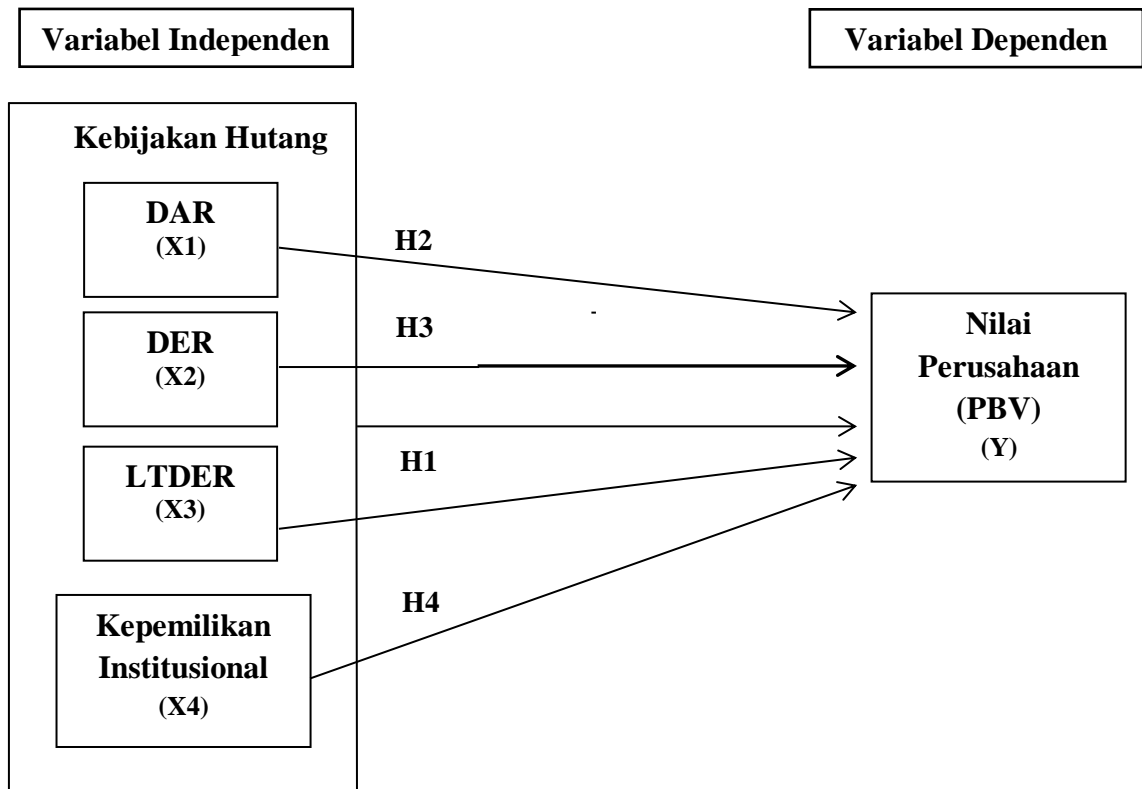 Variabel Independen
Variabel Dependen
Kebijakan Hutang
DAR
(X1)
H2
DER
(X2)
H3
-
Nilai
Perusahaan
(PBV)
(Y)
LTDER
(X3)
H1
Kepemilikan
Institusional
(X4)
H4